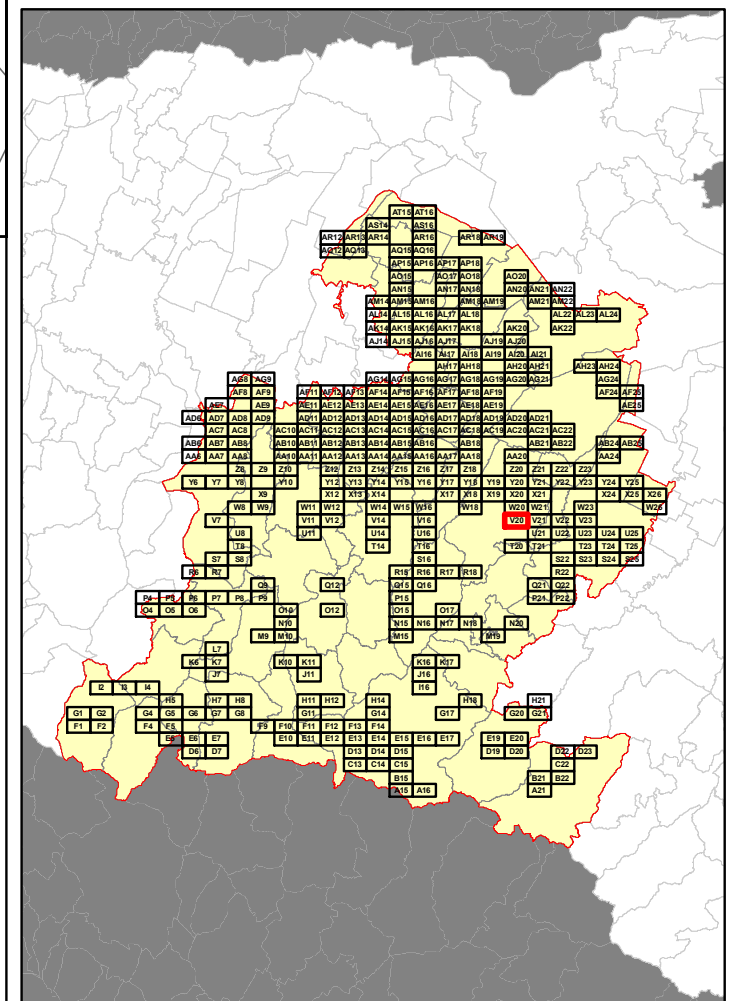 AT15 AT16
AS14 AS16
AR12 AR13 AR14 AR16 AR18 AR19
AQ12 AQ13 AQ15 AQ16
AP15 AP16 AP17 AP18
AO15 AO17 AO18 AO20
AN15 AN17 AN18 AN20 AN21 AN22
AM14 AM15 AM16 AM18 AM19 AM21 AM22
AL14 AL15 AL16 AL17 AL18 AL22 AL23 AL24
AK14 AK15 AK16 AK17 AK18 AK20 AK22
AJ14 AJ15 AJ16 AJ17 AJ19 AJ20
AI16 AI17 AI18 AI19 AI20 AI21
AH17 AH18 AH20 AH21 AH23 AH24
AG8 AG9 AG14 AG15 AG16 AG17 AG18 AG19 AG20 AG21 AG24
AF8 AF9 AF11 AF12 AF13 AF14 AF15 AF16 AF17 AF18 AF19 AF24 AF25
AE7 AE9 AE11 AE12 AE13 AE14 AE15 AE16 AE17 AE18 AE19 AE25
AD6 AD7 AD8 AD9 AD11 AD12 AD13 AD14 AD15 AD16 AD17 AD18 AD19 AD20 AD21
AC7 AC8 AC10 AC11 AC12 AC13 AC14 AC15 AC16 AC17 AC18 AC19 AC20 AC21 AC22
AB6 AB7 AB8 AB10 AB11 AB12 AB13 AB14 AB15 AB16 AB18 AB21 AB22 AB24 AB25
AA6 AA7 AA8 AA10 AA11 AA12 AA13 AA14 AA15 AA16 AA17 AA18 AA20 AA24
Z8 Z9 Z10 Z12 Z13 Z14 Z15 Z16 Z17 Z18 Z20 Z21 Z22 Z23
Y6 Y7 Y8 Y10 Y12 Y13 Y14 Y15 Y16 Y17 Y18 Y19 Y20 Y21 Y22 Y23 Y24 Y25
X9 X12 X13 X14 X17 X18 X19 X20 X21 X24 X25 X26
W8 W9 W11 W12 W14 W15 W16 W18 W20 W21 W23 W26
V7 V11 V12 V14 V16 V20 V21 V22 V23
U8 U11 U14 U16 U21 U22 U23 U24 U25
T8 T14 T16 T20 T21 T23 T24 T25
S7 S8 S16 S22 S23 S24 S25
R6 R7 R15 R16 R17 R18 R22
Q9 Q12 Q15 Q16 Q21 Q22
P4 P5 P6 P7 P8 P9 P15 P21 P22
O4 O5 O6 O10 O12 O15 O17
N10 N15 N16 N17 N18 N20
M9 M10 M15 M19
L7
K6 K7 K10 K11 K16 K17
J7 J11 J16
I2 I3 I4 I16
H5 H7 H8 H11 H12 H14 H18 H21
G1 G2 G4 G5 G6 G7 G8 G11 G14 G17 G20 G21
F1 F2 F4 F5 F9 F10 F11 F12 F13 F14
E5 E6 E7 E10 E11 E12 E13 E14 E15 E16 E17 E19 E20
D6 D7 D13 D14 D15 D19 D20 D22 D23
C13 C14 C15 C22
B15 B21 B22
A15 A16 A21